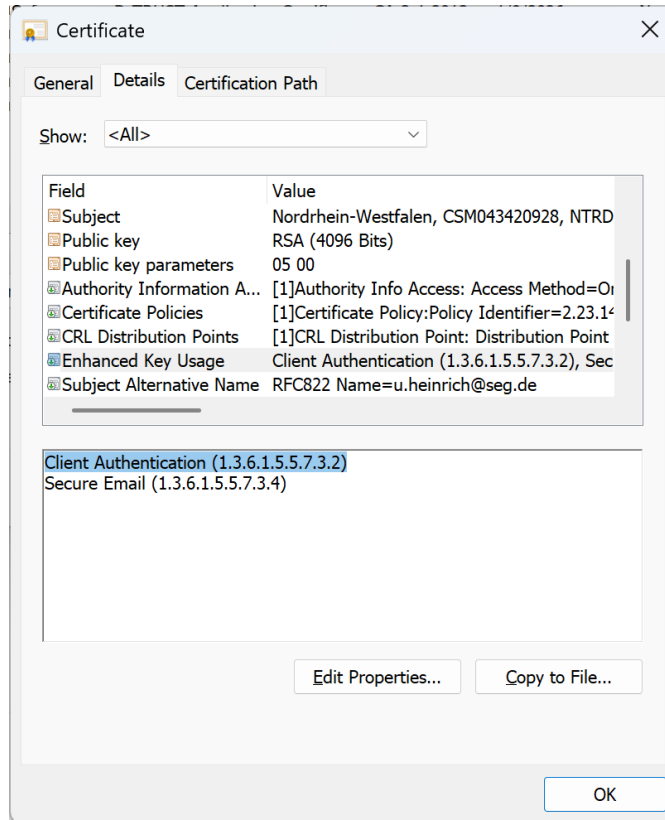 Certificate
General Details Certification Path
Show: <All>
Field Value
Subject Nordrhein-Westfalen, CSM043420928, NTRD
Public key RSA (4096 Bits)
Public key parameters 05 00
Authority Information A... [1]Authority Info Access: Access Method=On
Certificate Policies [1]Certificate Policy:Policy Identifier=2.23.14
CRL Distribution Points [1]CRL Distribution Point: Distribution Point
Enhanced Key Usage Client Authentication (1.3.6.1.5.5.7.3.2), Sec
Subject Alternative Name RFC822 Name=u.heinrich@seg.de
Client Authentication (1.3.6.1.5.5.7.3.2)
Secure Email (1.3.6.1.5.5.7.3.4)
Edit Properties... Copy to File...
OK